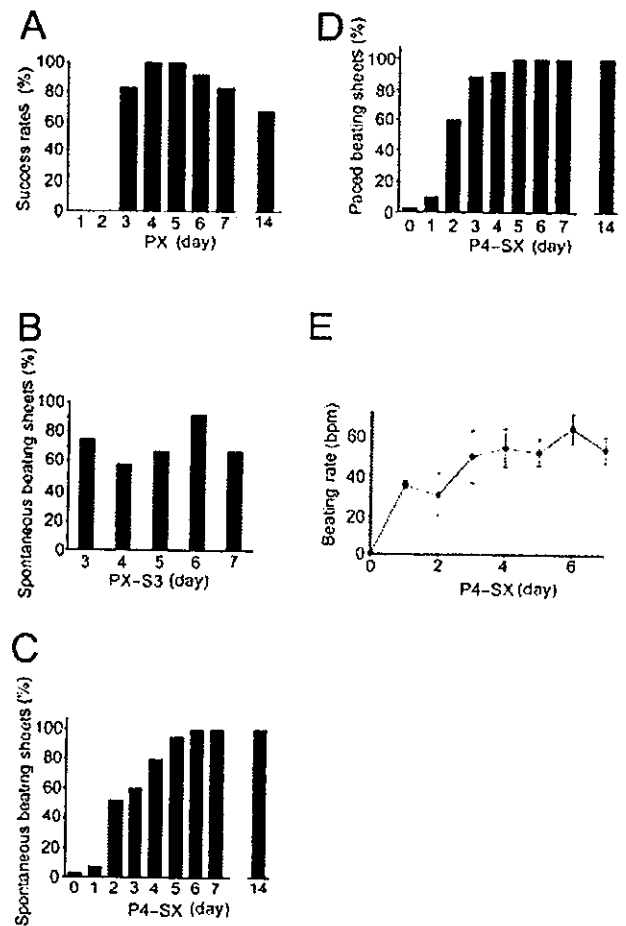 A
Success rates (%)
100
80
60
40
20
0
1 2 3 4 5 6 7 14
PX (day)
D
Paced beating sheets (%)
100
80
60
40
20
0
0 1 2 3 4 5 6 7 14
P4-SX (day)
B
Spontaneous beating sheets (%)
100
80
60
40
20
0
3 4 5 6 7
PX-S3 (day)
E
Beating rate (bpm)
60
40
20
0
0 2 4 6
P4-SX (day)
C
Spontaneous beating sheets (%)
100
80
60
40
20
0
0 1 2 3 4 5 6 7 14
P4-SX (day)